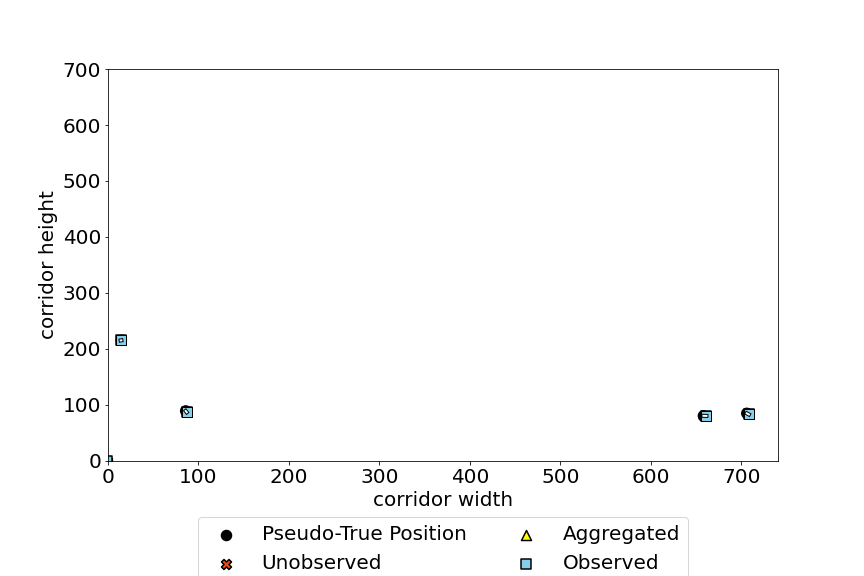 700
600
500
400
300
200
100
0
corridor height
0 100 200 300 400 500 600 700
corridor width
Pseudo-True Position Aggregated
Unobserved Observed